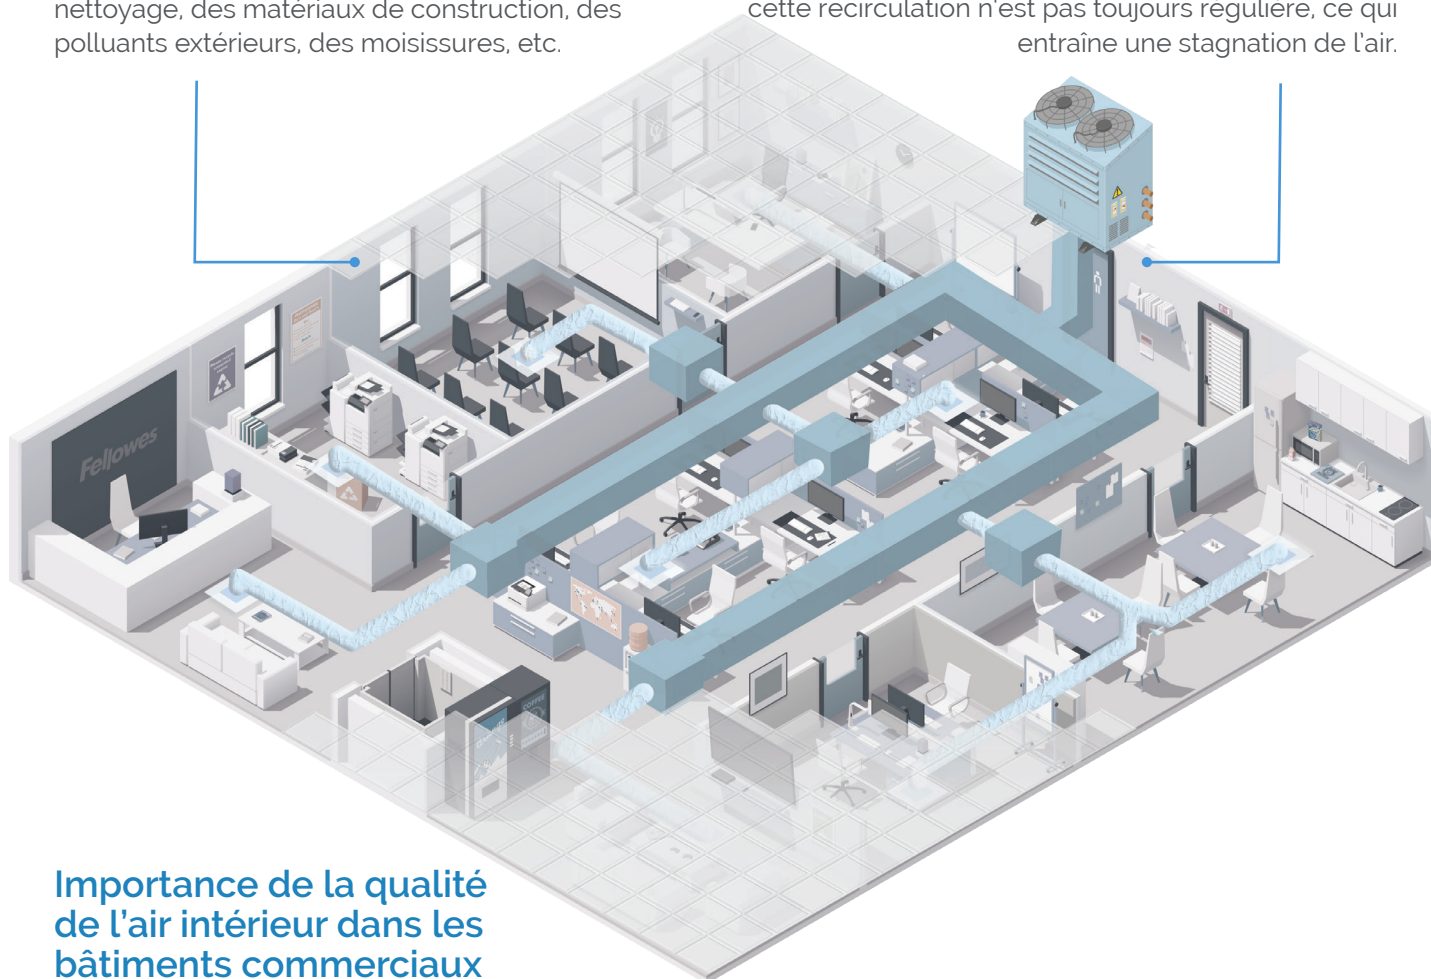 nettoyage, des matériaux de construction, des
polluants extérieurs, des moisissures, etc.
cette recirculation n'est pas toujours régulière, ce qui
entraîne une stagnation de l'air.
Fellowes
COFFEE
Importance de la qualité
de l'air intérieur dans les
bâtiments commerciaux